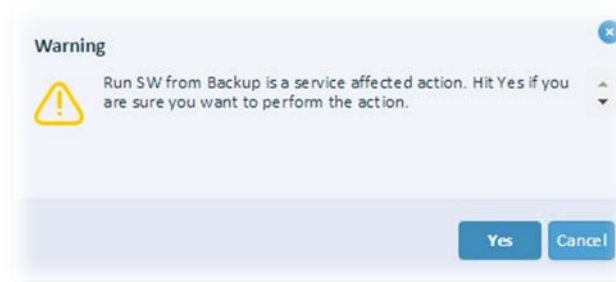 Warning
Run SW from Backup is a service affected action. Hit Yes if you
are sure you want to perform the action.
Yes
Cancel